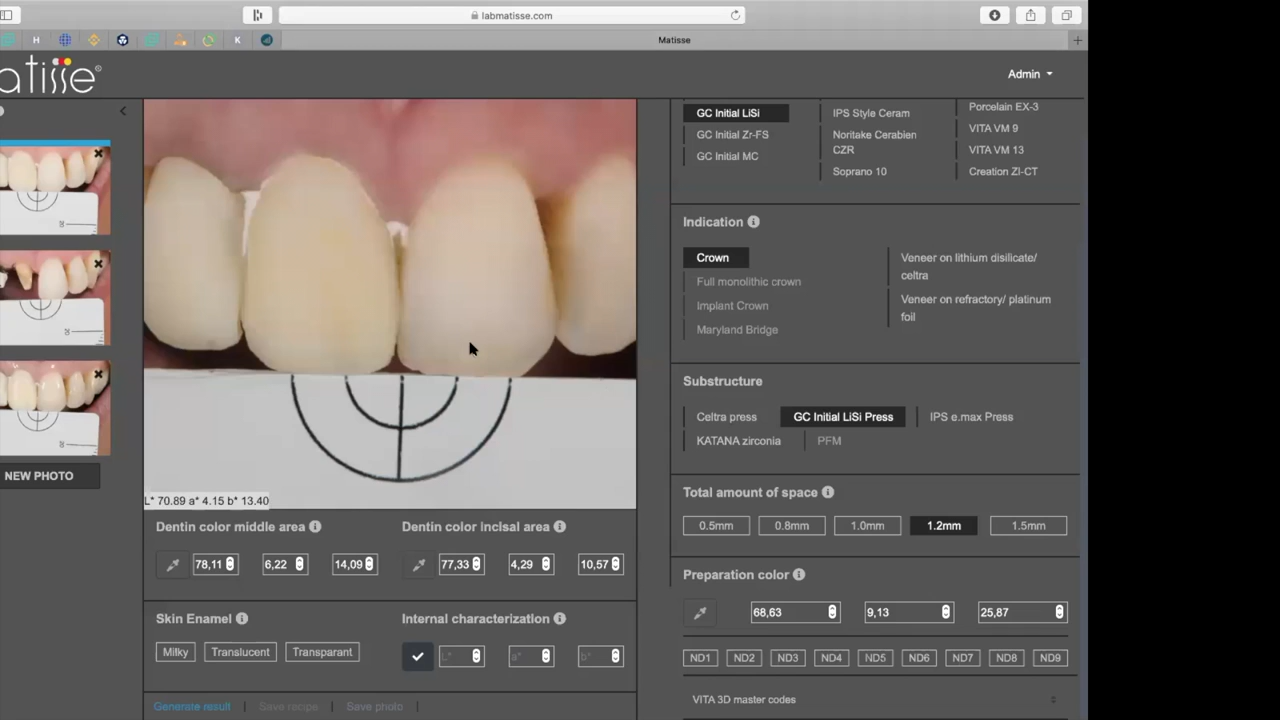 labmatisse.com
H
K
Matisse
atisse®
Admin
GC Initial LiSi
IPS Style Ceram
Porcelain EX-3
GC Initial Zr-FS
Noritake Cerabien
CZR
VITA VM 9
GC Initial MC
VITA VM 13
Soprano 10
Creation ZI-CT
Indication
Crown
Full monolithic crown
Implant Crown
Maryland Bridge
Veneer on lithium disilicate/
celtra
Veneer on refractory/ platinum
foil
Substructure
Celtra press
GC Initial LiSi Press
IPS e.max Press
KATANA zirconia
PFM
NEW PHOTO
L* 70.89 a* 4.15 b* 13.40
Total amount of space
0.5mm
0.8mm
1.0mm
1.2mm
1.5mm
Dentin color middle area
78,11
6,22
14,09
Dentin color incisal area
77,33
4,29
10,57
Preparation color
68,63
9,13
25,87
ND1
ND2
ND3
ND4
ND5
ND6
ND7
ND8
ND9
VITA 3D master codes
Skin Enamel
Milky
Translucent
Transparant
Internal characterization
L*
a*
b*
Generate result
Save recipe
Save photo